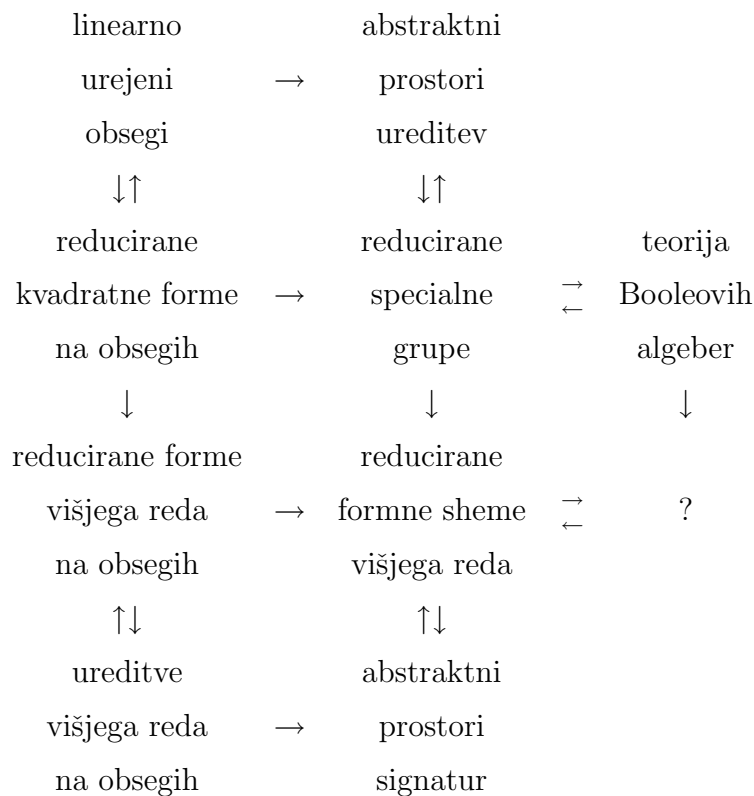 linearno abstraktni
urejeni → prostori
obsegi ureditev
↓↑ ↓↑
reducirane reducirane teorija
kvadratne forme → specialne →← Booleovih
na obsegih grupe algeber
↓ ↓ ↓
reducirane forme reducirane
višjega reda → formne sheme →← ?
na obsegih višjega reda
↑↓ ↑↓
ureditve abstraktni
višjega reda → prostori
na obsegih signatur